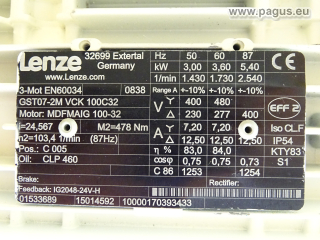 © www.pagus.eu
Lenze
32699 Extertal
Germany
www.Lenze.com
Hz 50 60 87
kW 3,00 3,60 5,40
1/min 1.430 1.730 2.540
3-Mot EN60034 0838
Range A +-10% +-10% +-10%
GST07-2M VCK 100C32
V 400 480
EFF 2
Motor: MDFMAIG 100-32
230 277 400
i=24,567 M2=478 Nm
A 7,20 7,20
Iso CLF
n2=103,4 1/min (87Hz)
12,50 12,50 12,50
IP54
Pos: C 005
η% 83,0 84,0
KTY83
Oil: CLP 460
cosφ 0,75 0,75 0,73
S1
C 86 1253 1254
Brake:
Rectifier:
Feedback: IG2048-24V-H
01533689 15014592 10000170393433